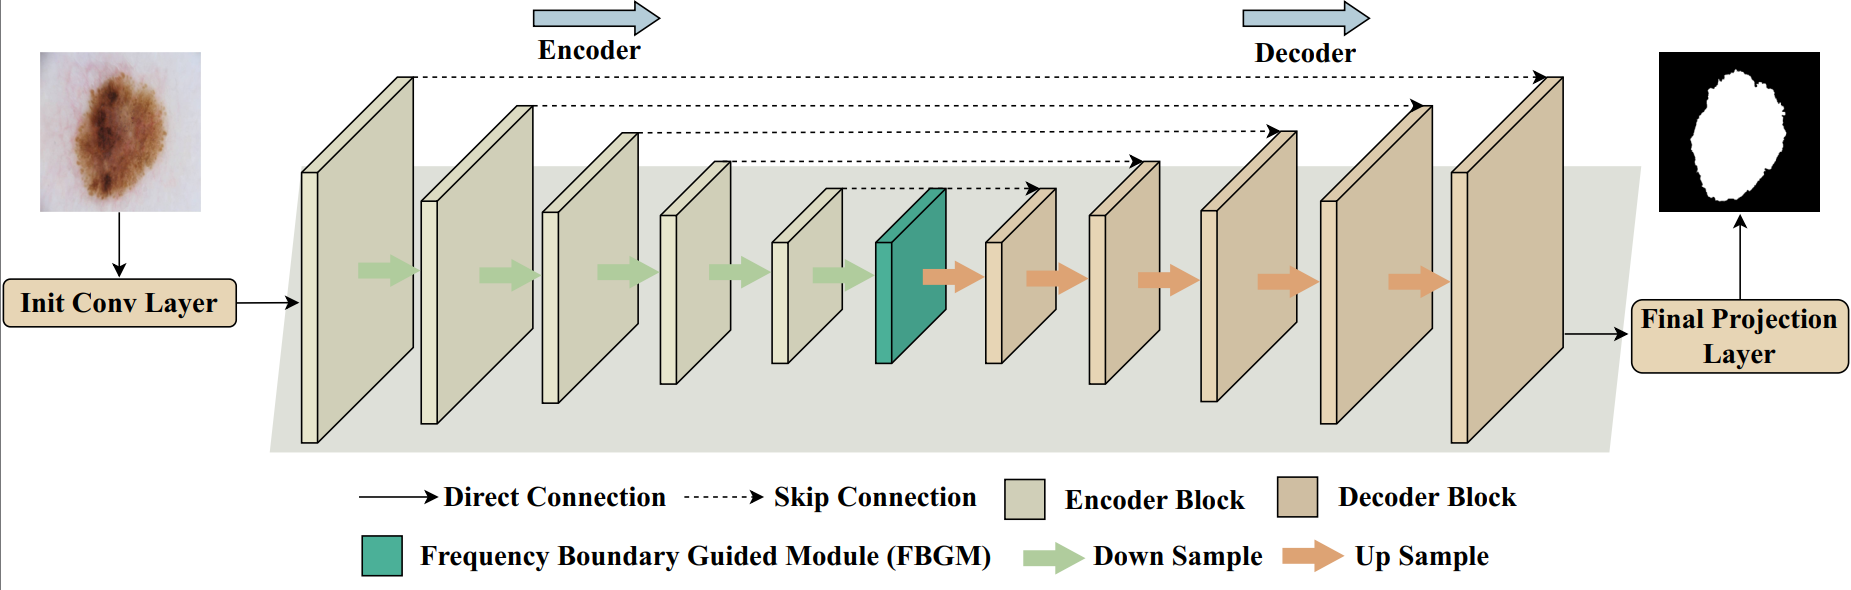 Encoder
Decoder
Init Conv Layer
Final Projection
Layer
Direct Connection
Skip Connection
Encoder Block
Decoder Block
Frequency Boundary Guided Module (FBGM)
Down Sample
Up Sample